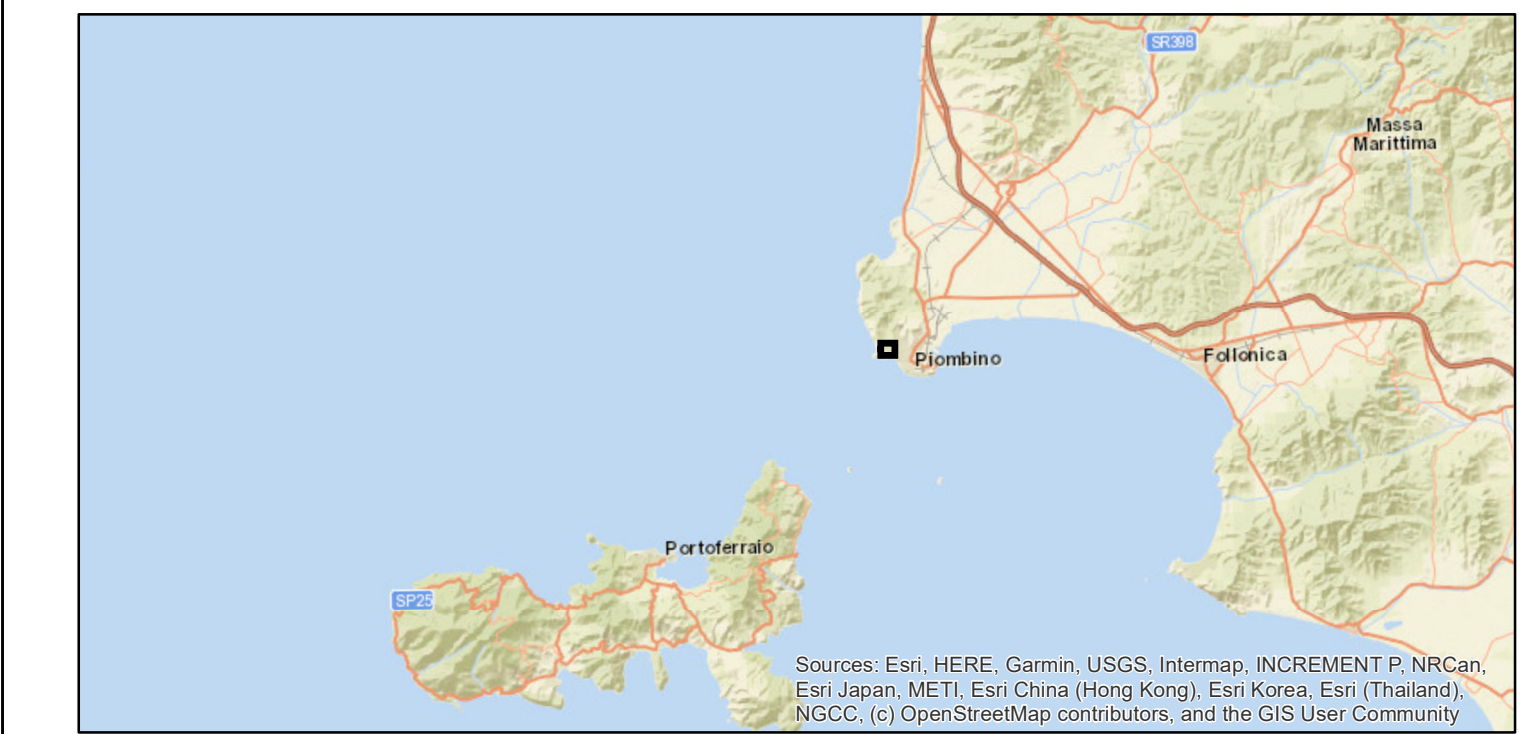 SR398
Massa
Marittima
Piombino
Follonica
Portoferraio
SP25
Sources: Esri, HERE, Garmin, USGS, Intermap, INCREMENT P, NRCan,
Esri Japan, METI, Esri China (Hong Kong), Esri Korea, Esri (Thailand),
NGCC, (c) OpenStreetMap contributors, and the GIS User Community